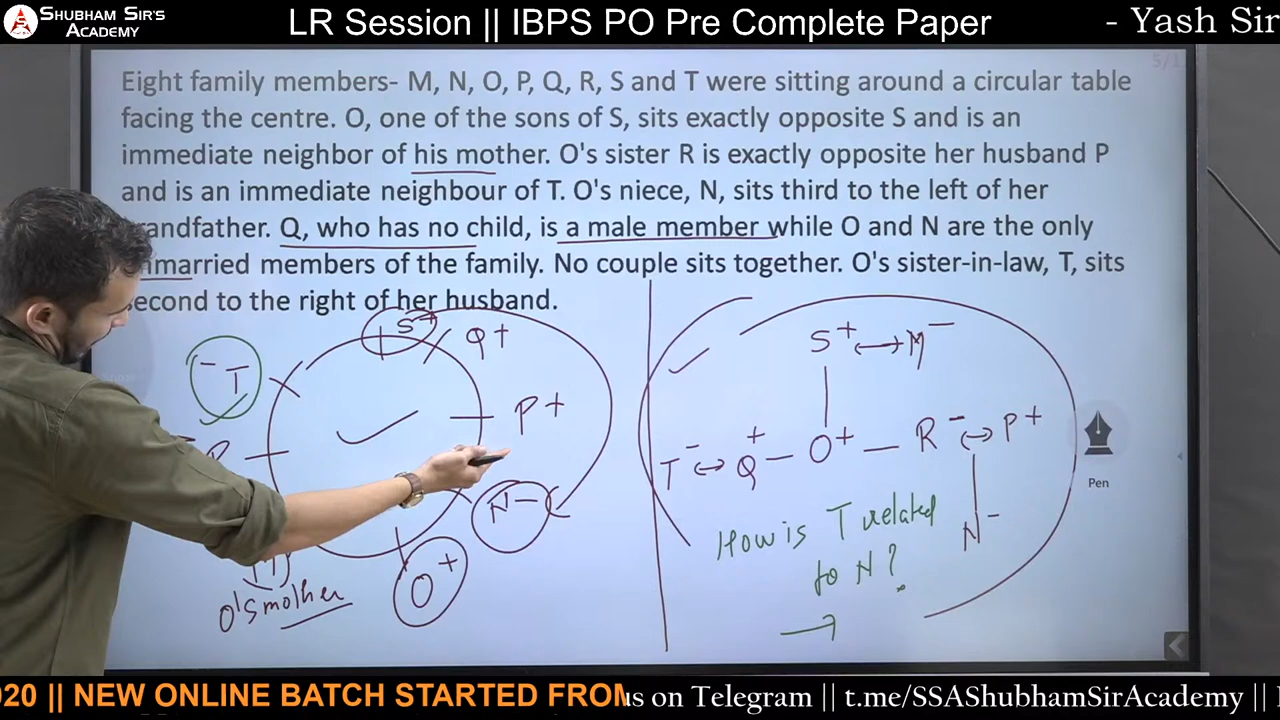 SHUBHAM SIR'S
ACADEMY
LR Session || IBPS PO Pre Complete Paper
- Yash Sir
Eight family members- M, N, O, P, Q, R, S and T were sitting around a circular table
facing the centre. O, one of the sons of S, sits exactly opposite S and is an
immediate neighbor of his mother. O's sister R is exactly opposite her husband P
and is an immediate neighbour of T. O's niece, N, sits third to the left of her
randfather. Q, who has no child, is a male member while O and N are the only
married members of the family. No couple sits together. O's sister-in-law, T, sits
second to the right of her husband.
S+
Q+
- T
P+
N-
O+
O's mother
S+ ↔ M-
T- ↔ Q+ - O+ - R- ↔ P+
N-
How is T related
to N?
→
Pen
020 || NEW ONLINE BATCH STARTED FROM
us on Telegram || t.me/SSAShubhamSirAcademy ||